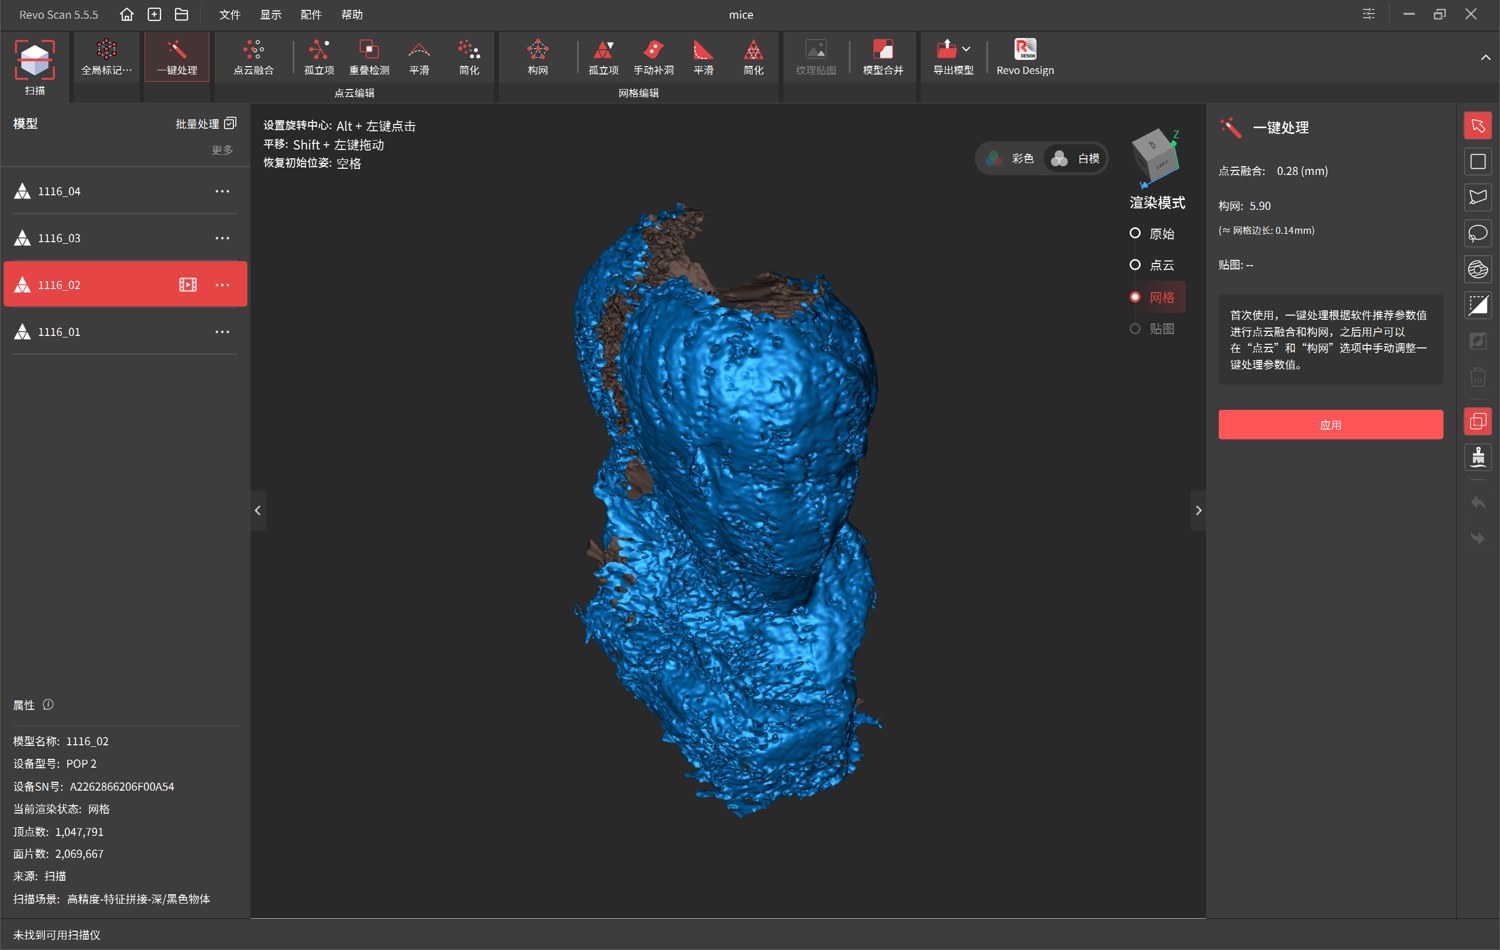 Revo Scan 5.5.5
文件
显示
配件
帮助
mice
扫描
全局标记···
一键处理
点云融合
孤立项
重叠检测
平滑
简化
点云编辑
构网
孤立项
手动补洞
平滑
简化
网格编辑
纹理贴图
模型合并
导出模型
Revo Design
模型
批量处理
更多
1116_04
1116_03
1116_02
1116_01
属性
模型名称: 1116_02
设备型号: POP 2
设备SN号: A2262866206F00A54
当前渲染状态: 网格
顶点数: 1,047,791
面片数: 2,069,667
来源: 扫描
扫描场景: 高精度-特征拼接-深/黑色物体
未找到可用扫描仪
设置旋转中心: Alt + 左键点击
平移: Shift + 左键拖动
恢复初始位姿: 空格
彩色
白模
Z
渲染模式
原始
点云
网格
贴图
一键处理
点云融合: 0.28 (mm)
构网: 5.90
(≈ 网格边长: 0.14mm)
贴图: --
首次使用，一键处理根据软件推荐参数值
进行点云融合和构网，之后用户可以
在“点云”和“构网”选项中手动调整一
键处理参数值。
应用